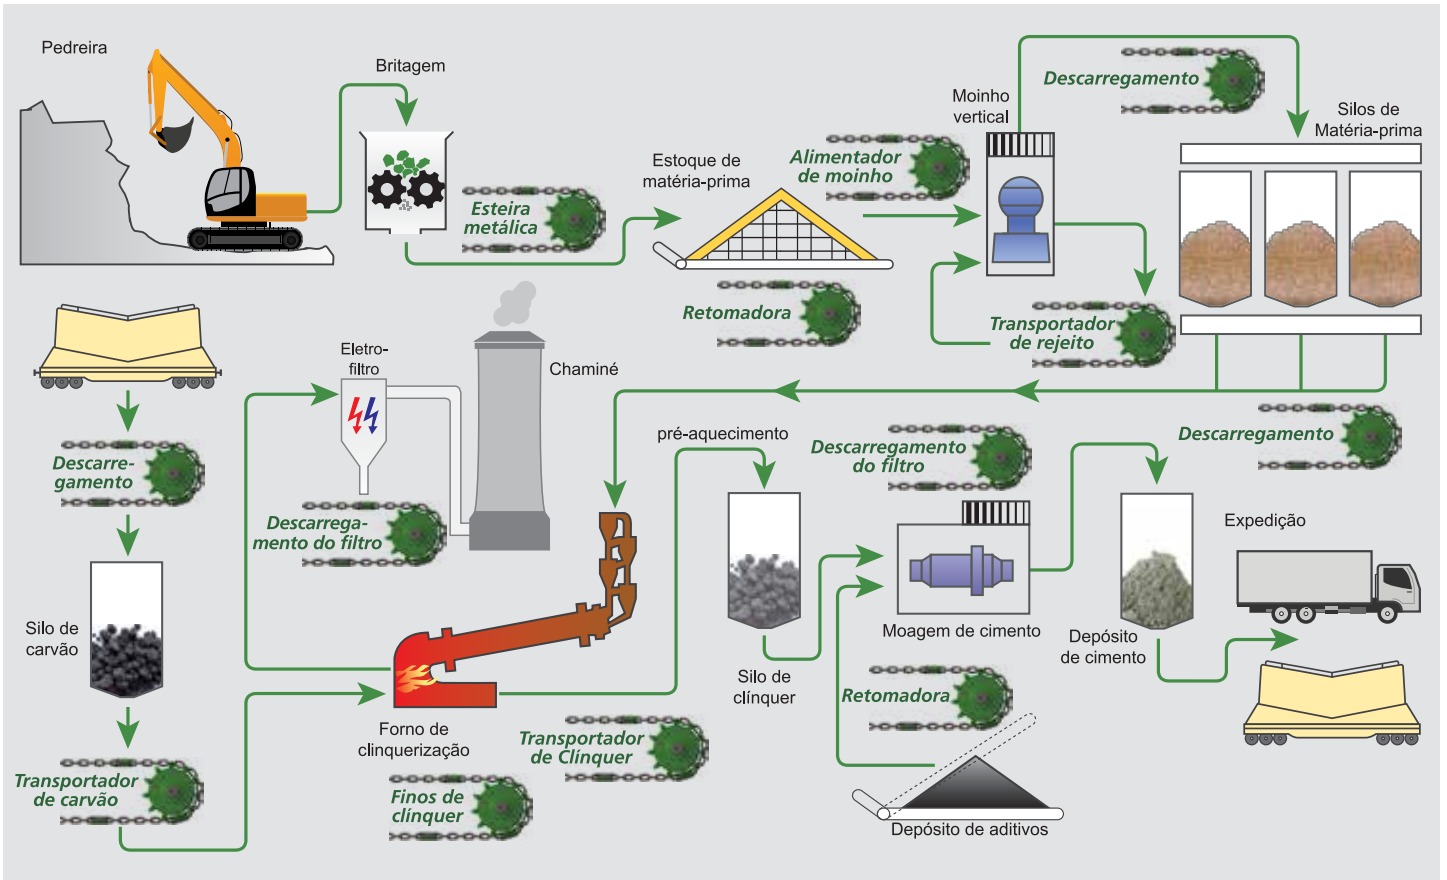 Pedreira
Britagem
Esteira
metálica
Estoque de
matéria-prima
Retomadora
Alimentador
de moinho
Moinho
vertical
Descarregamento
Silos de
Matéria-prima
Transportador
de rejeito
Descarregamento
Eletro-
filtro
Chaminé
Descarrega-
mento do filtro
Descarre-
gamento
Silo de
carvão
Transportador
de carvão
Forno de
clinquerização
Finos de
clínquer
Transportador
de Clínquer
pré-aquecimento
Silo de
clínquer
Descarregamento
do filtro
Moagem de cimento
Retomadora
Depósito de aditivos
Depósito
de cimento
Expedição